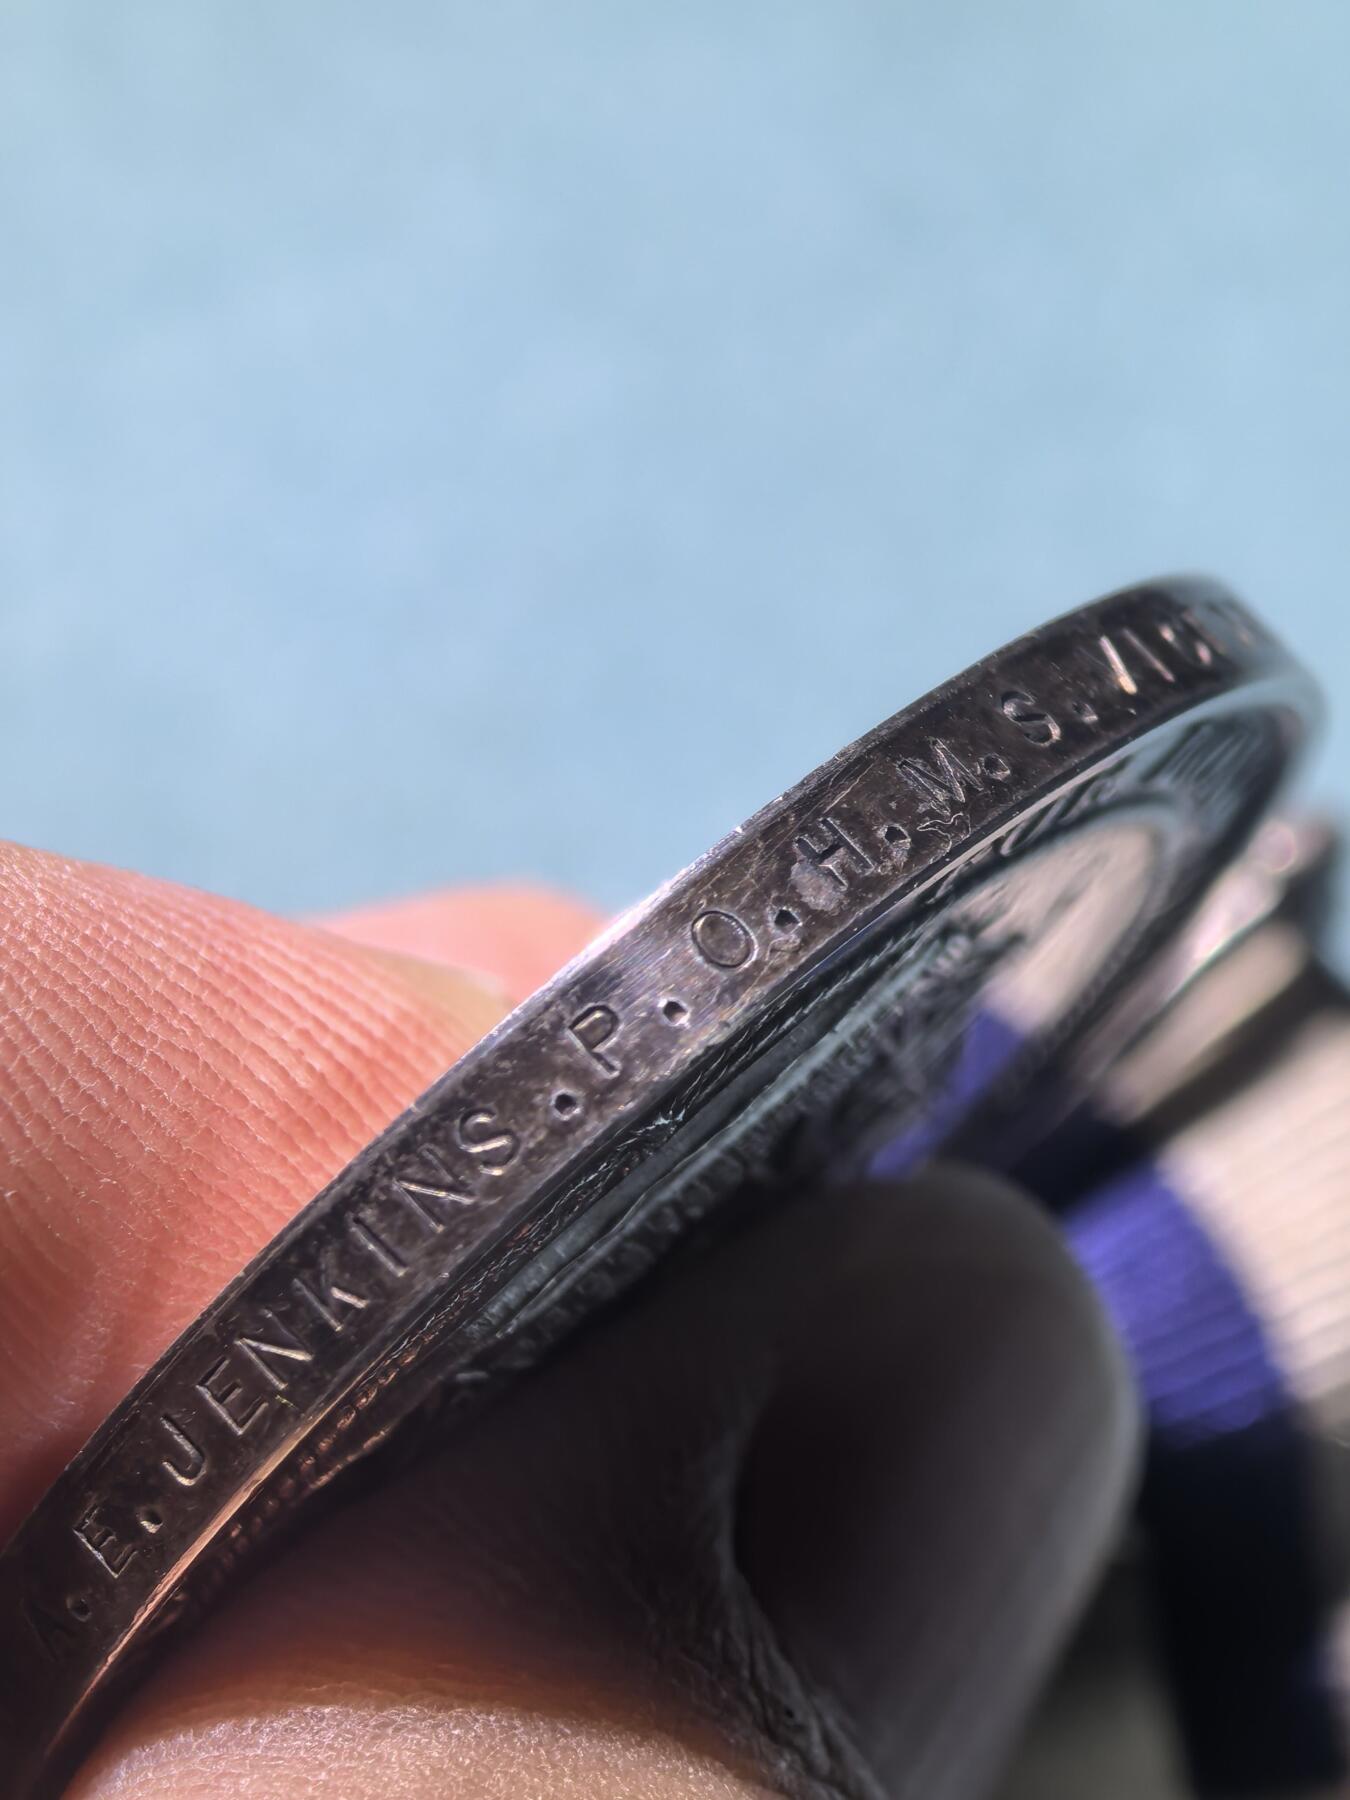 A. E. JENKINS. P. O. H. M. S.